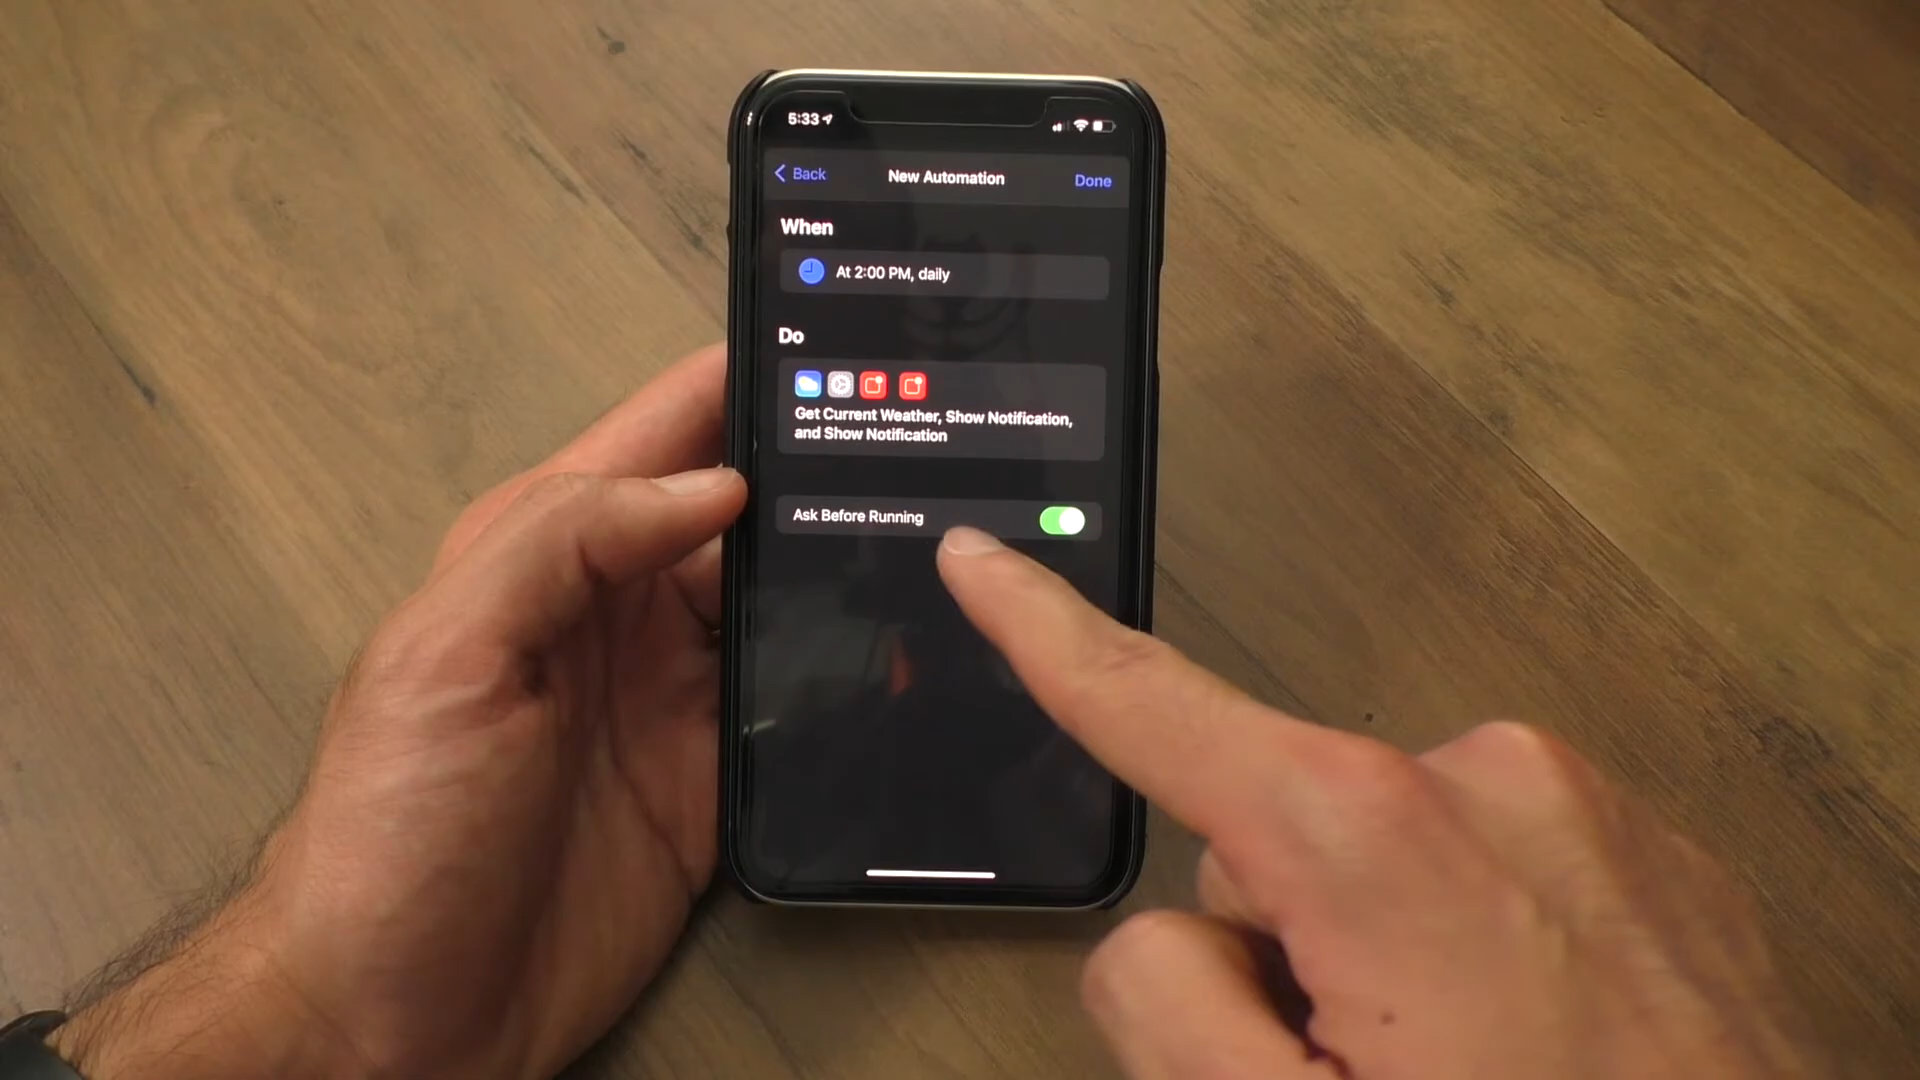 5:33
Back
New Automation
Done
When
At 2:00 PM, daily
Do
Get Current Weather, Show Notification,
and Show Notification
Ask Before Running